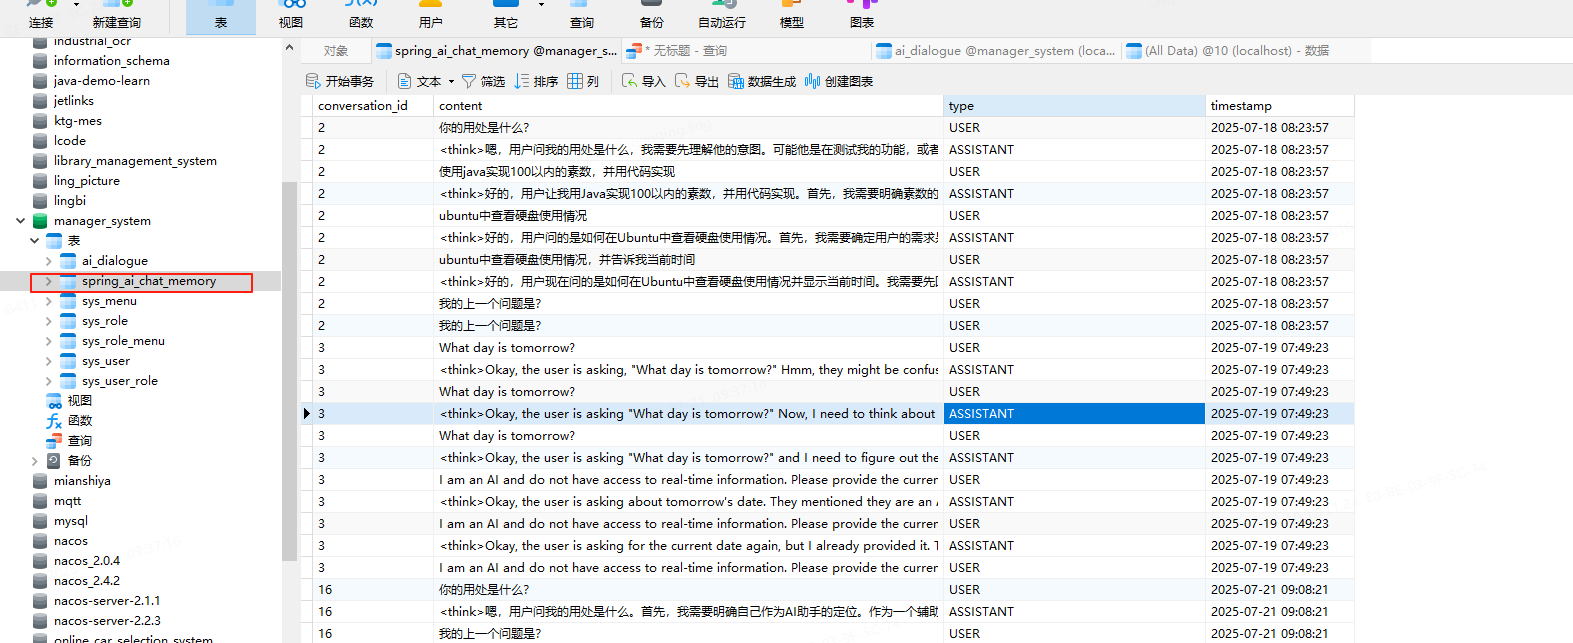 连接 新建查询 表 视图 函数 用户 其它 查询 备份 自动运行 模型 图表
industrial_ocr
information_schema
java-demo-learn
jetlinks
ktg-mes
lcode
library_management_system
ling_picture
lingbi
manager_system
表
ai_dialogue
spring_ai_chat_memory
sys_menu
sys_role
sys_role_menu
sys_user
sys_user_role
视图
函数
查询
备份
mianshiya
mqtt
mysql
nacos
nacos_2.0.4
nacos_2.4.2
nacos-server-2.1.1
nacos-server-2.2.3
online_car_selection_system
对象 spring_ai_chat_memory @manager_s... * 无标题 - 查询 ai_dialogue @manager_system (loca... (All Data) @10 (localhost) - 数据
开始事务 文本 筛选 排序 列 导入 导出 数据生成 创建图表
conversation_id content type timestamp
2 你的用处是什么? USER 2025-07-18 08:23:57
2 <think>嗯，用户问我的用处是什么，我需要先理解他的意图。可能他是在测试我的功能，或者 ASSISTANT 2025-07-18 08:23:57
2 使用java实现100以内的素数，并用代码实现 USER 2025-07-18 08:23:57
2 <think>好的，用户让我用Java实现100以内的素数，并用代码实现。首先，我需要明确素数的 ASSISTANT 2025-07-18 08:23:57
2 ubuntu中查看硬盘使用情况 USER 2025-07-18 08:23:57
2 <think>好的，用户问的是如何在Ubuntu中查看硬盘使用情况。首先，我需要确定用户的需求 ASSISTANT 2025-07-18 08:23:57
2 ubuntu中查看硬盘使用情况，并告诉我当前时间 USER 2025-07-18 08:23:57
2 <think>好的，用户现在问的是如何在Ubuntu中查看硬盘使用情况并显示当前时间。我需要先 ASSISTANT 2025-07-18 08:23:57
2 我的上一个问题是? USER 2025-07-18 08:23:57
2 我的上一个问题是? USER 2025-07-18 08:23:57
3 What day is tomorrow? USER 2025-07-19 07:49:23
3 <think>Okay, the user is asking, "What day is tomorrow?" Hmm, they might be confus ASSISTANT 2025-07-19 07:49:23
3 What day is tomorrow? USER 2025-07-19 07:49:23
3 <think>Okay, the user is asking "What day is tomorrow?" Now, I need to think about ASSISTANT 2025-07-19 07:49:23
3 What day is tomorrow? USER 2025-07-19 07:49:23
3 <think>Okay, the user is asking "What day is tomorrow?" and I need to figure out the ASSISTANT 2025-07-19 07:49:23
3 I am an AI and do not have access to real-time information. Please provide the curren USER 2025-07-19 07:49:23
3 <think>Okay, the user is asking about tomorrow's date. They mentioned they are an ASSISTANT 2025-07-19 07:49:23
3 I am an AI and do not have access to real-time information. Please provide the curren USER 2025-07-19 07:49:23
3 <think>Okay, the user is asking for the current date again, but I already provided it. ASSISTANT 2025-07-19 07:49:23
3 I am an AI and do not have access to real-time information. Please provide the curren USER 2025-07-19 07:49:23
16 你的用处是什么? USER 2025-07-21 09:08:21
16 <think>嗯，用户问我的用处是什么。首先，我需要明确自己作为AI助手的定位。作为一个辅助 ASSISTANT 2025-07-21 09:08:21
16 我的上一个问题是? USER 2025-07-21 09:08:21